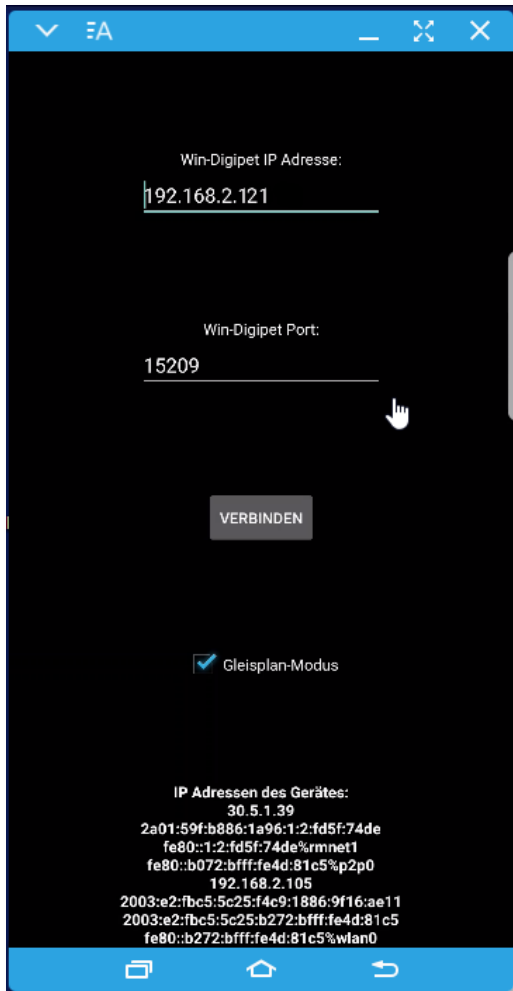 ΞA
Win-Digipet IP Adresse:
192.168.2.121
Win-Digipet Port:
15209
VERBINDEN
Gleisplan-Modus
IP Adressen des Gerätes:
30.5.1.39
2a01:59f:b886:1a96:1:2:fd5f:74de
fe80::1:2:fd5f:74de%rmnet1
fe80::b072:bfff:fe4d:81c5%p2p0
192.168.2.105
2003:e2:fbc5:5c25:f4c9:1886:9f16:ae11
2003:e2:fbc5:5c25:b272:bfff:fe4d:81c5
fe80::b272:bfff:fe4d:81c5%wlan0